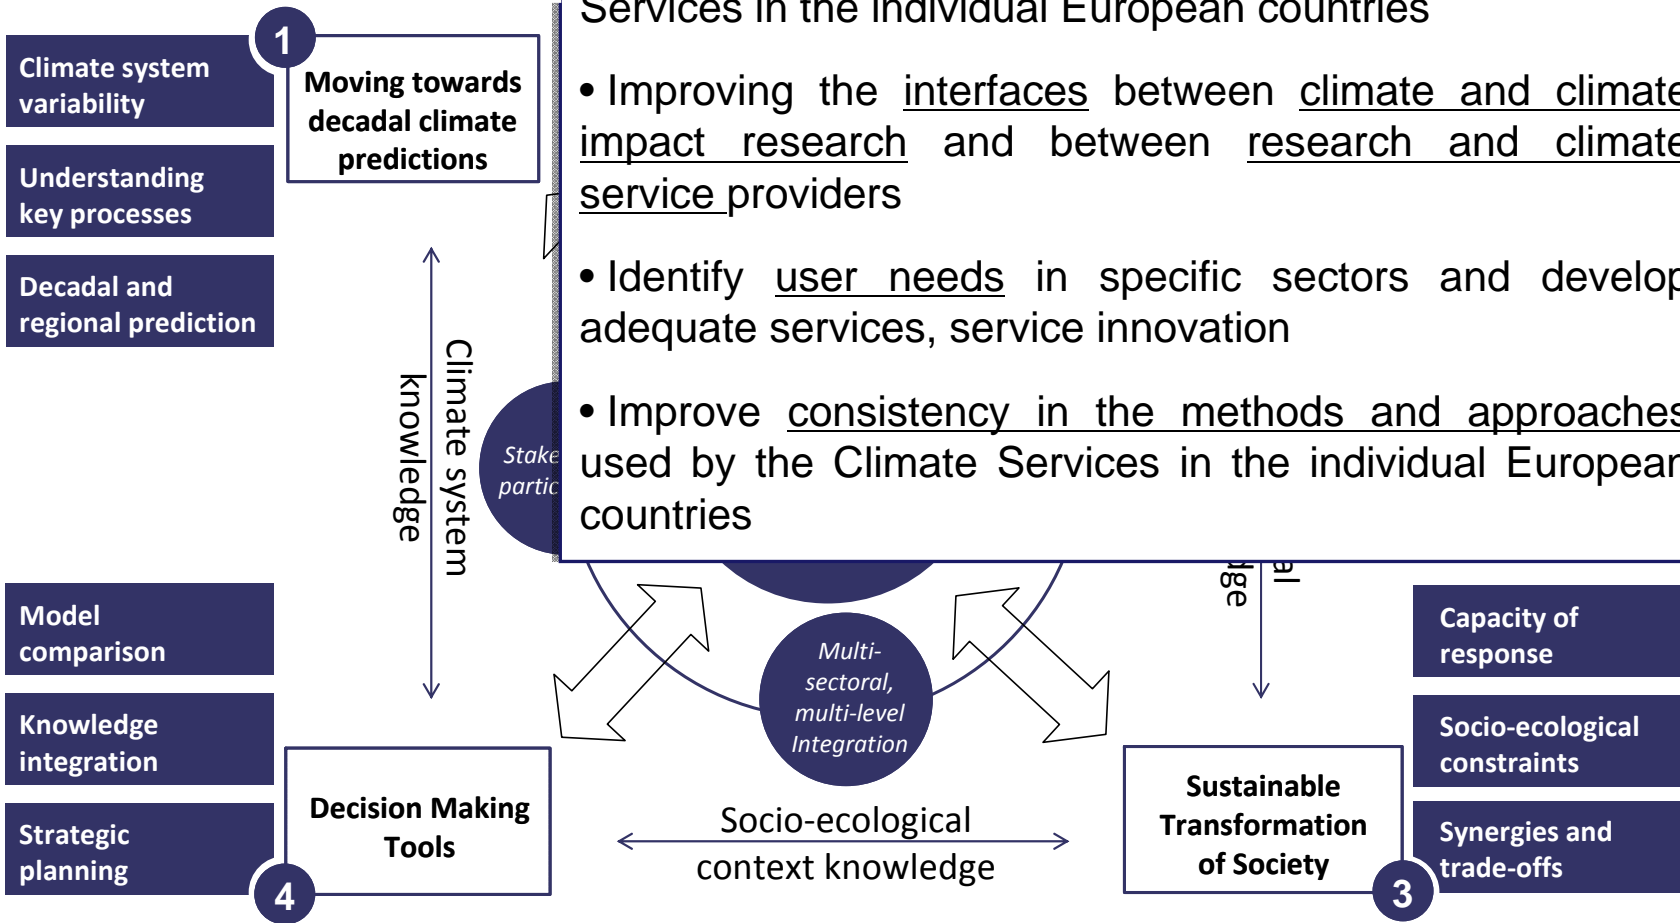 1
Climate system
variability
Understanding
key processes
Decadal and
regional prediction
Moving towards
decadal climate
predictions
Services in the individual European countries
• Improving the interfaces between climate and climate
impact research and between research and climate
service providers
• Identify user needs in specific sectors and develop
adequate services, service innovation
• Improve consistency in the methods and approaches
used by the Climate Services in the individual European
countries
Climate system
knowledge
Multi-
sectoral,
multi-level
Integration
Model
comparison
Knowledge
integration
Strategic
planning
4
Decision Making
Tools
Socio-ecological
context knowledge
Sustainable
Transformation
of Society
3
Capacity of
response
Socio-ecological
constraints
Synergies and
trade-offs